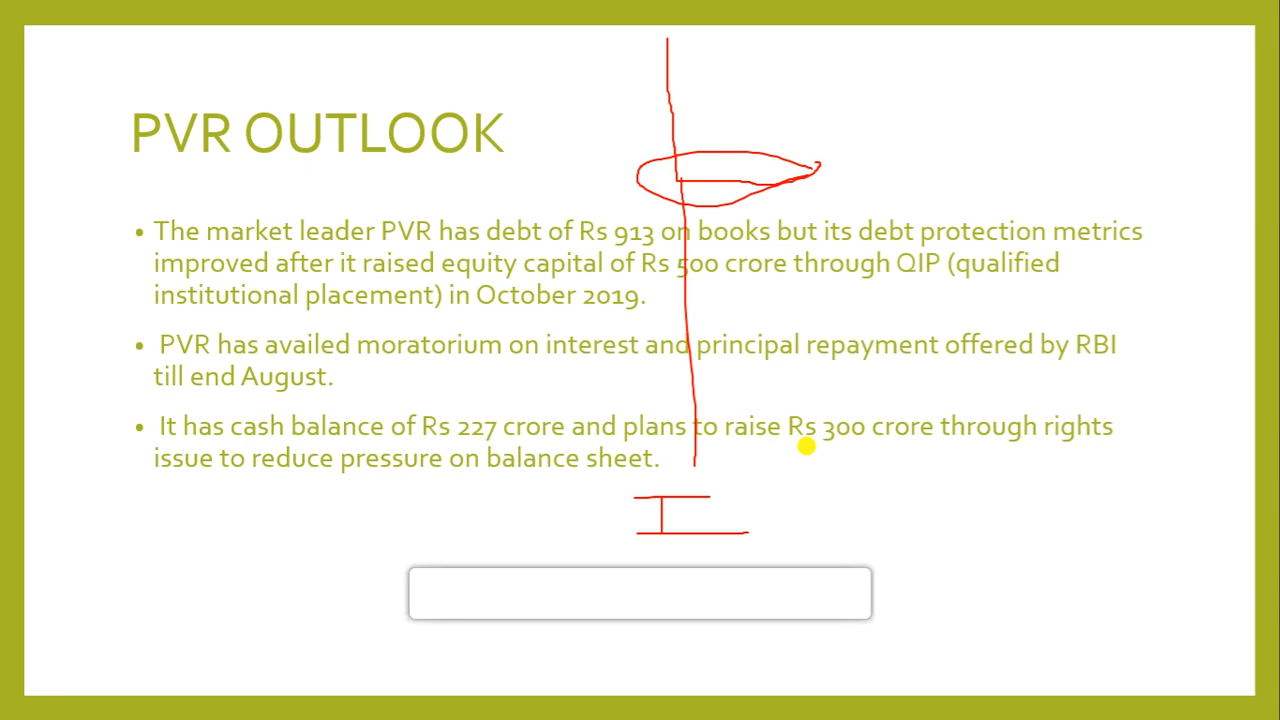 PVR OUTLOOK
• The market leader PVR has debt of Rs 913 on books but its debt protection metrics
improved after it raised equity capital of Rs 500 crore through QIP (qualified
institutional placement) in October 2019.
• PVR has availed moratorium on interest and principal repayment offered by RBI
till end August.
• It has cash balance of Rs 227 crore and plans to raise Rs 300 crore through rights
issue to reduce pressure on balance sheet.